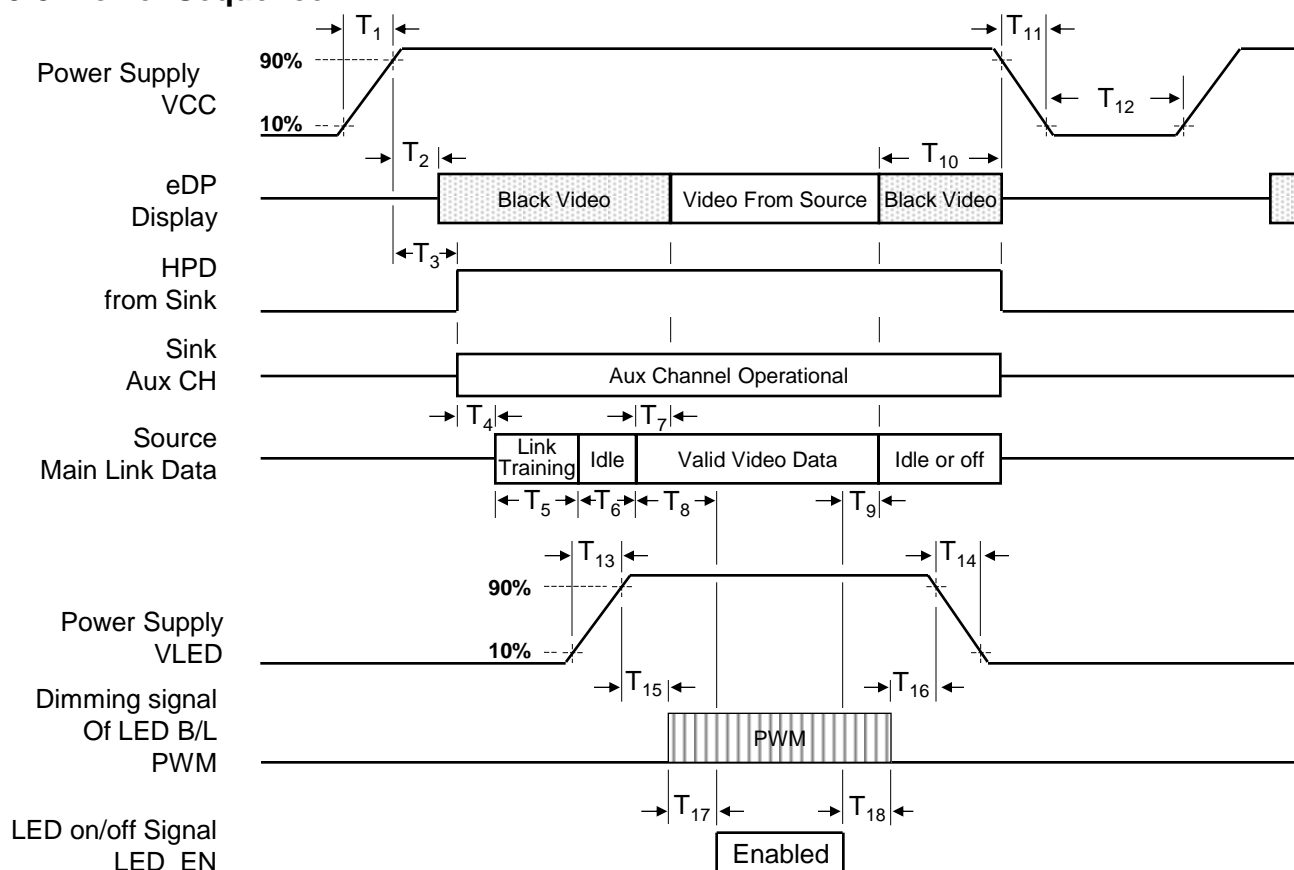 T1
T11
90%
Power Supply
VCC
T12
10%
T2
T10
eDP
Display
Black Video
Video From Source
Black Video
T3
HPD
from Sink
Sink
Aux CH
Aux Channel Operational
T4
T7
Source
Main Link Data
Link
Training
Idle
Valid Video Data
Idle or off
T5
T6
T8
T9
T13
T14
90%
Power Supply
VLED
10%
T15
T16
Dimming signal
Of LED B/L
PWM
PWM
T17
T18
LED on/off Signal
LED_EN
Enabled